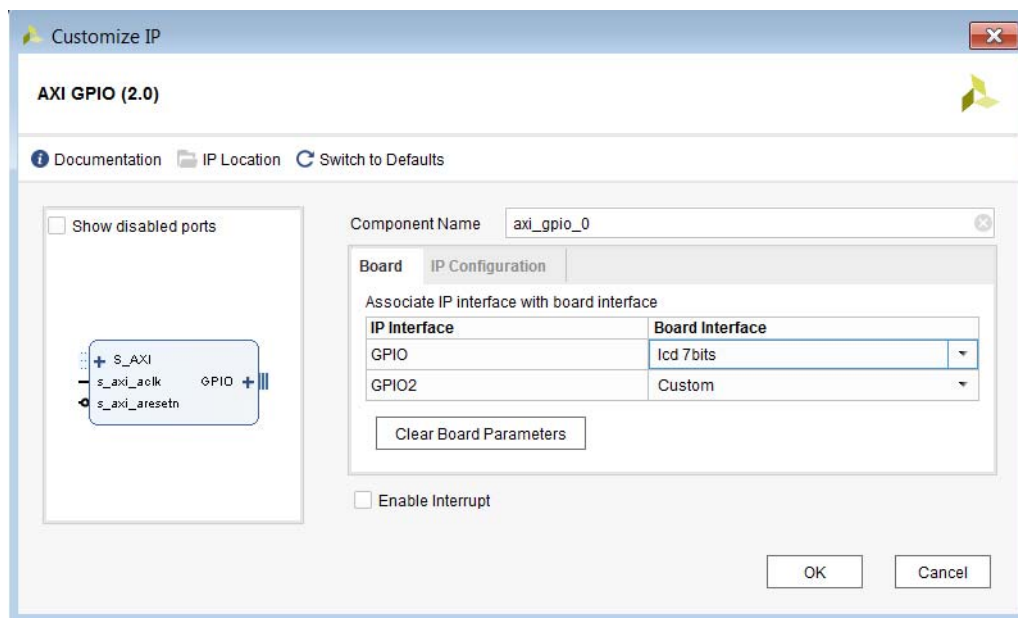 Customize IP
AXI GPIO (2.0)
Documentation IP Location Switch to Defaults
Show disabled ports
S_AXI
s_axi_aclk GPIO
s_axi_aresetn
Component Name axi_gpio_0
Board IP Configuration
Associate IP interface with board interface
IP Interface Board Interface
GPIO lcd 7bits
GPIO2 Custom
Clear Board Parameters
Enable Interrupt
OK Cancel